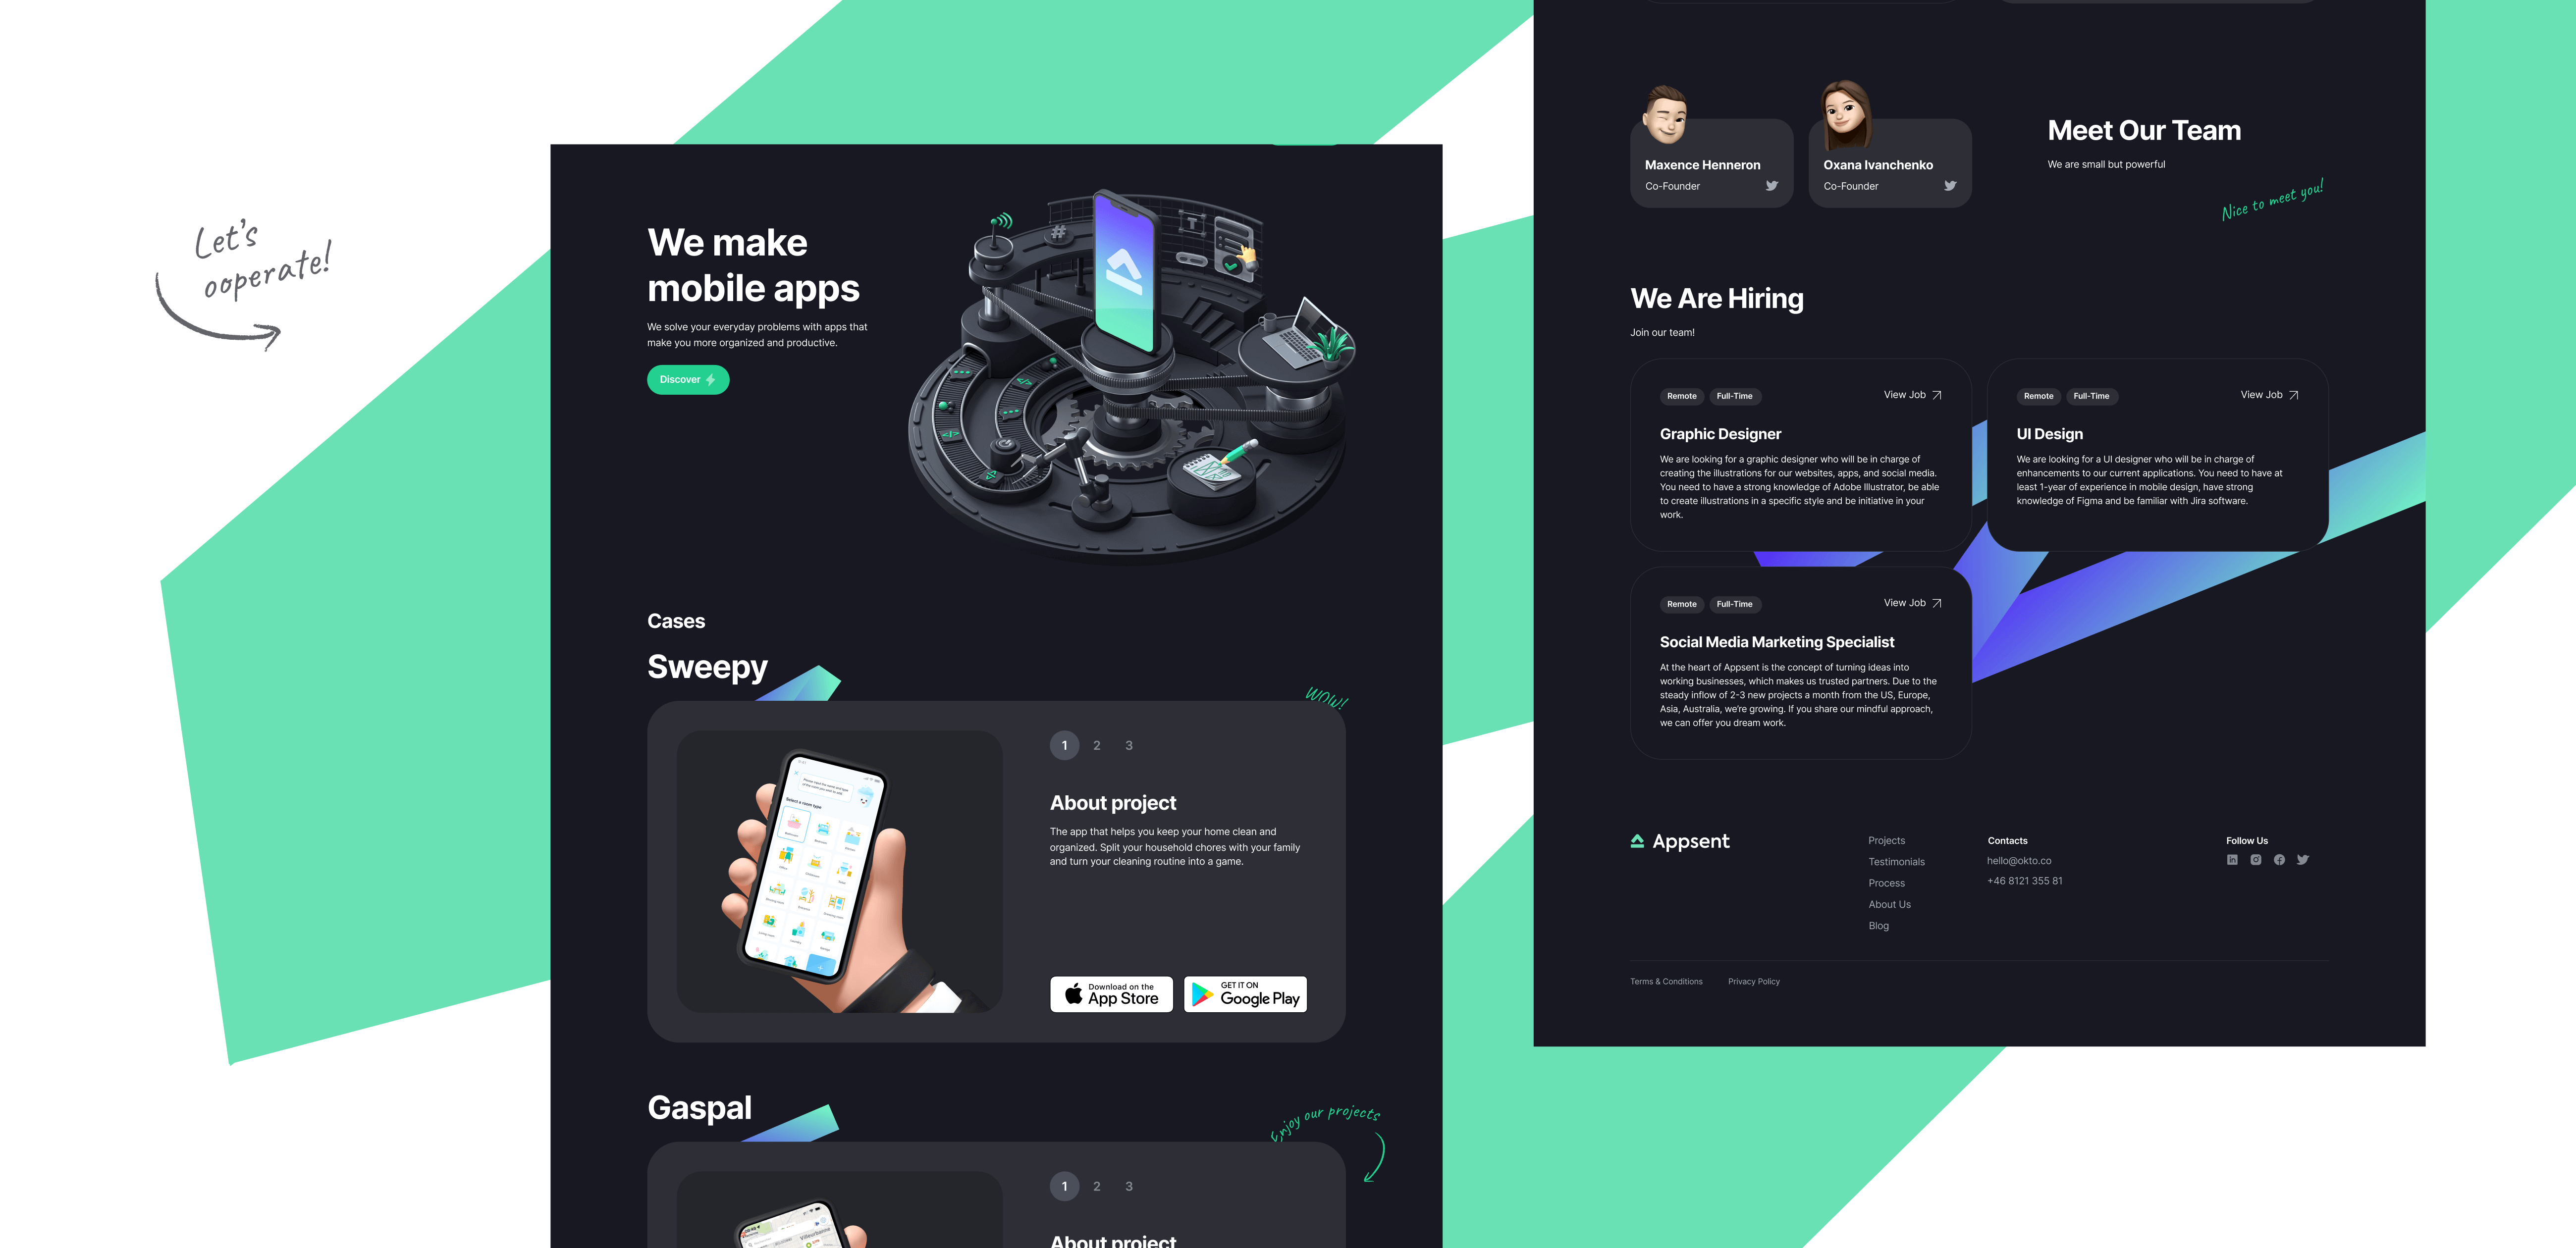 Let's
ooperate!
We make
mobile apps
We solve your everyday problems with apps that
make you more organized and productive.
Discover
Cases
Sweepy
WOW!
1 2 3
About project
The app that helps you keep your home clean and
organized. Split your household chores with your family
and turn your cleaning routine into a game.
Select a room type
Download on the
App Store
GET IT ON
Google Play
Gaspal
Enjoy our projects
1 2 3
About project
Maxence Henneron
Co-Founder
Oxana Ivanchenko
Co-Founder
Meet Our Team
We are small but powerful
Nice to meet you!
We Are Hiring
Join our team!
Remote Full-Time View Job
Graphic Designer
We are looking for a graphic designer who will be in charge of
creating the illustrations for our websites, apps, and social media.
You need to have a strong knowledge of Adobe Illustrator, be able
to create illustrations in a specific style and be initiative in your
work.
Remote Full-Time View Job
UI Design
We are looking for a UI designer who will be in charge of
enhancements to our current applications. You need to have at
least 1-year of experience in mobile design, have strong
knowledge of Figma and be familiar with Jira software.
Remote Full-Time View Job
Social Media Marketing Specialist
At the heart of Appsent is the concept of turning ideas into
working businesses, which makes us trusted partners. Due to the
steady inflow of 2-3 new projects a month from the US, Europe,
Asia, Australia, we're growing. If you share our mindful approach,
we can offer you dream work.
Appsent
Projects
Testimonials
Process
About Us
Blog
Contacts
hello@okto.co
+46 8121 355 81
Follow Us
Terms & Conditions
Privacy Policy